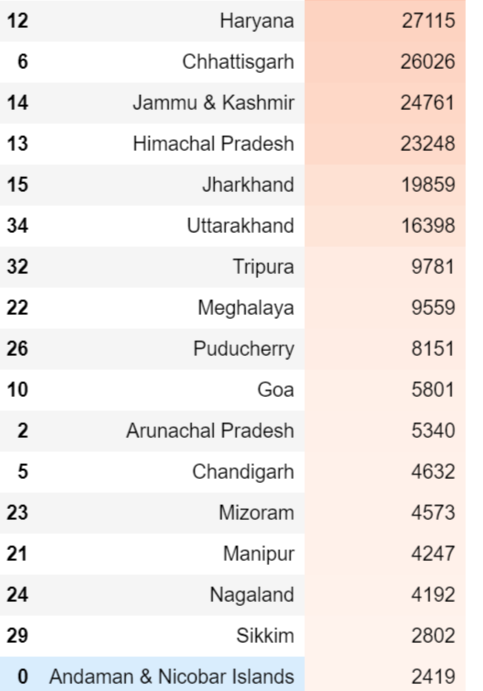 12 Haryana 27115
6 Chhattisgarh 26026
14 Jammu & Kashmir 24761
13 Himachal Pradesh 23248
15 Jharkhand 19859
34 Uttarakhand 16398
32 Tripura 9781
22 Meghalaya 9559
26 Puducherry 8151
10 Goa 5801
2 Arunachal Pradesh 5340
5 Chandigarh 4632
23 Mizoram 4573
21 Manipur 4247
24 Nagaland 4192
29 Sikkim 2802
0 Andaman & Nicobar Islands 2419